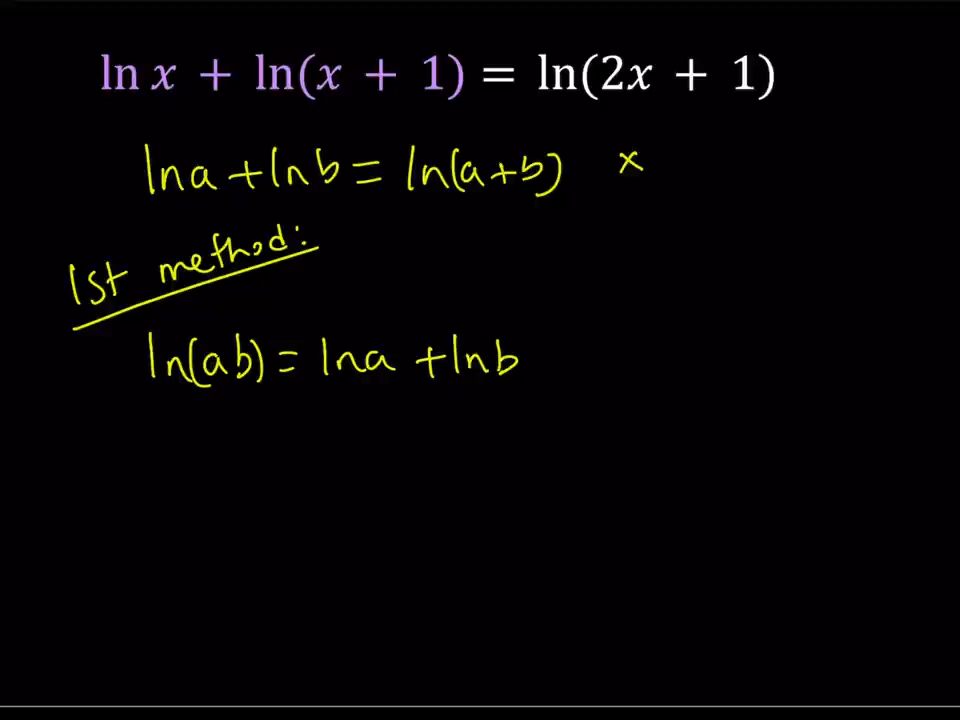 ln x + ln(x + 1) = ln(2x + 1)
lna + lnb = ln(a+b) ×
1st method:
ln(ab) = lna + lnb